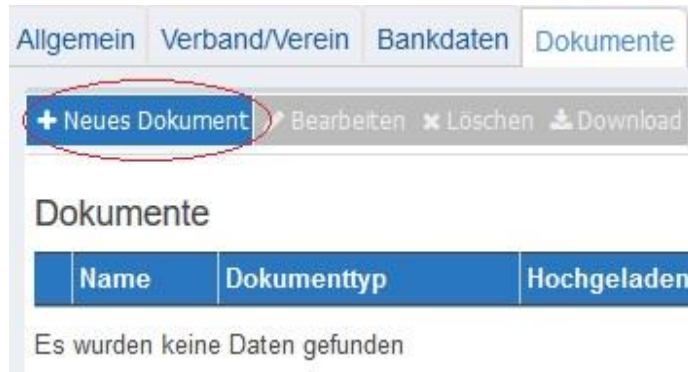 Allgemein Verband/Verein Bankdaten Dokumente
+ Neues Dokument Bearbeiten × Löschen Download
Dokumente
Name Dokumenttyp Hochgeladen
Es wurden keine Daten gefunden